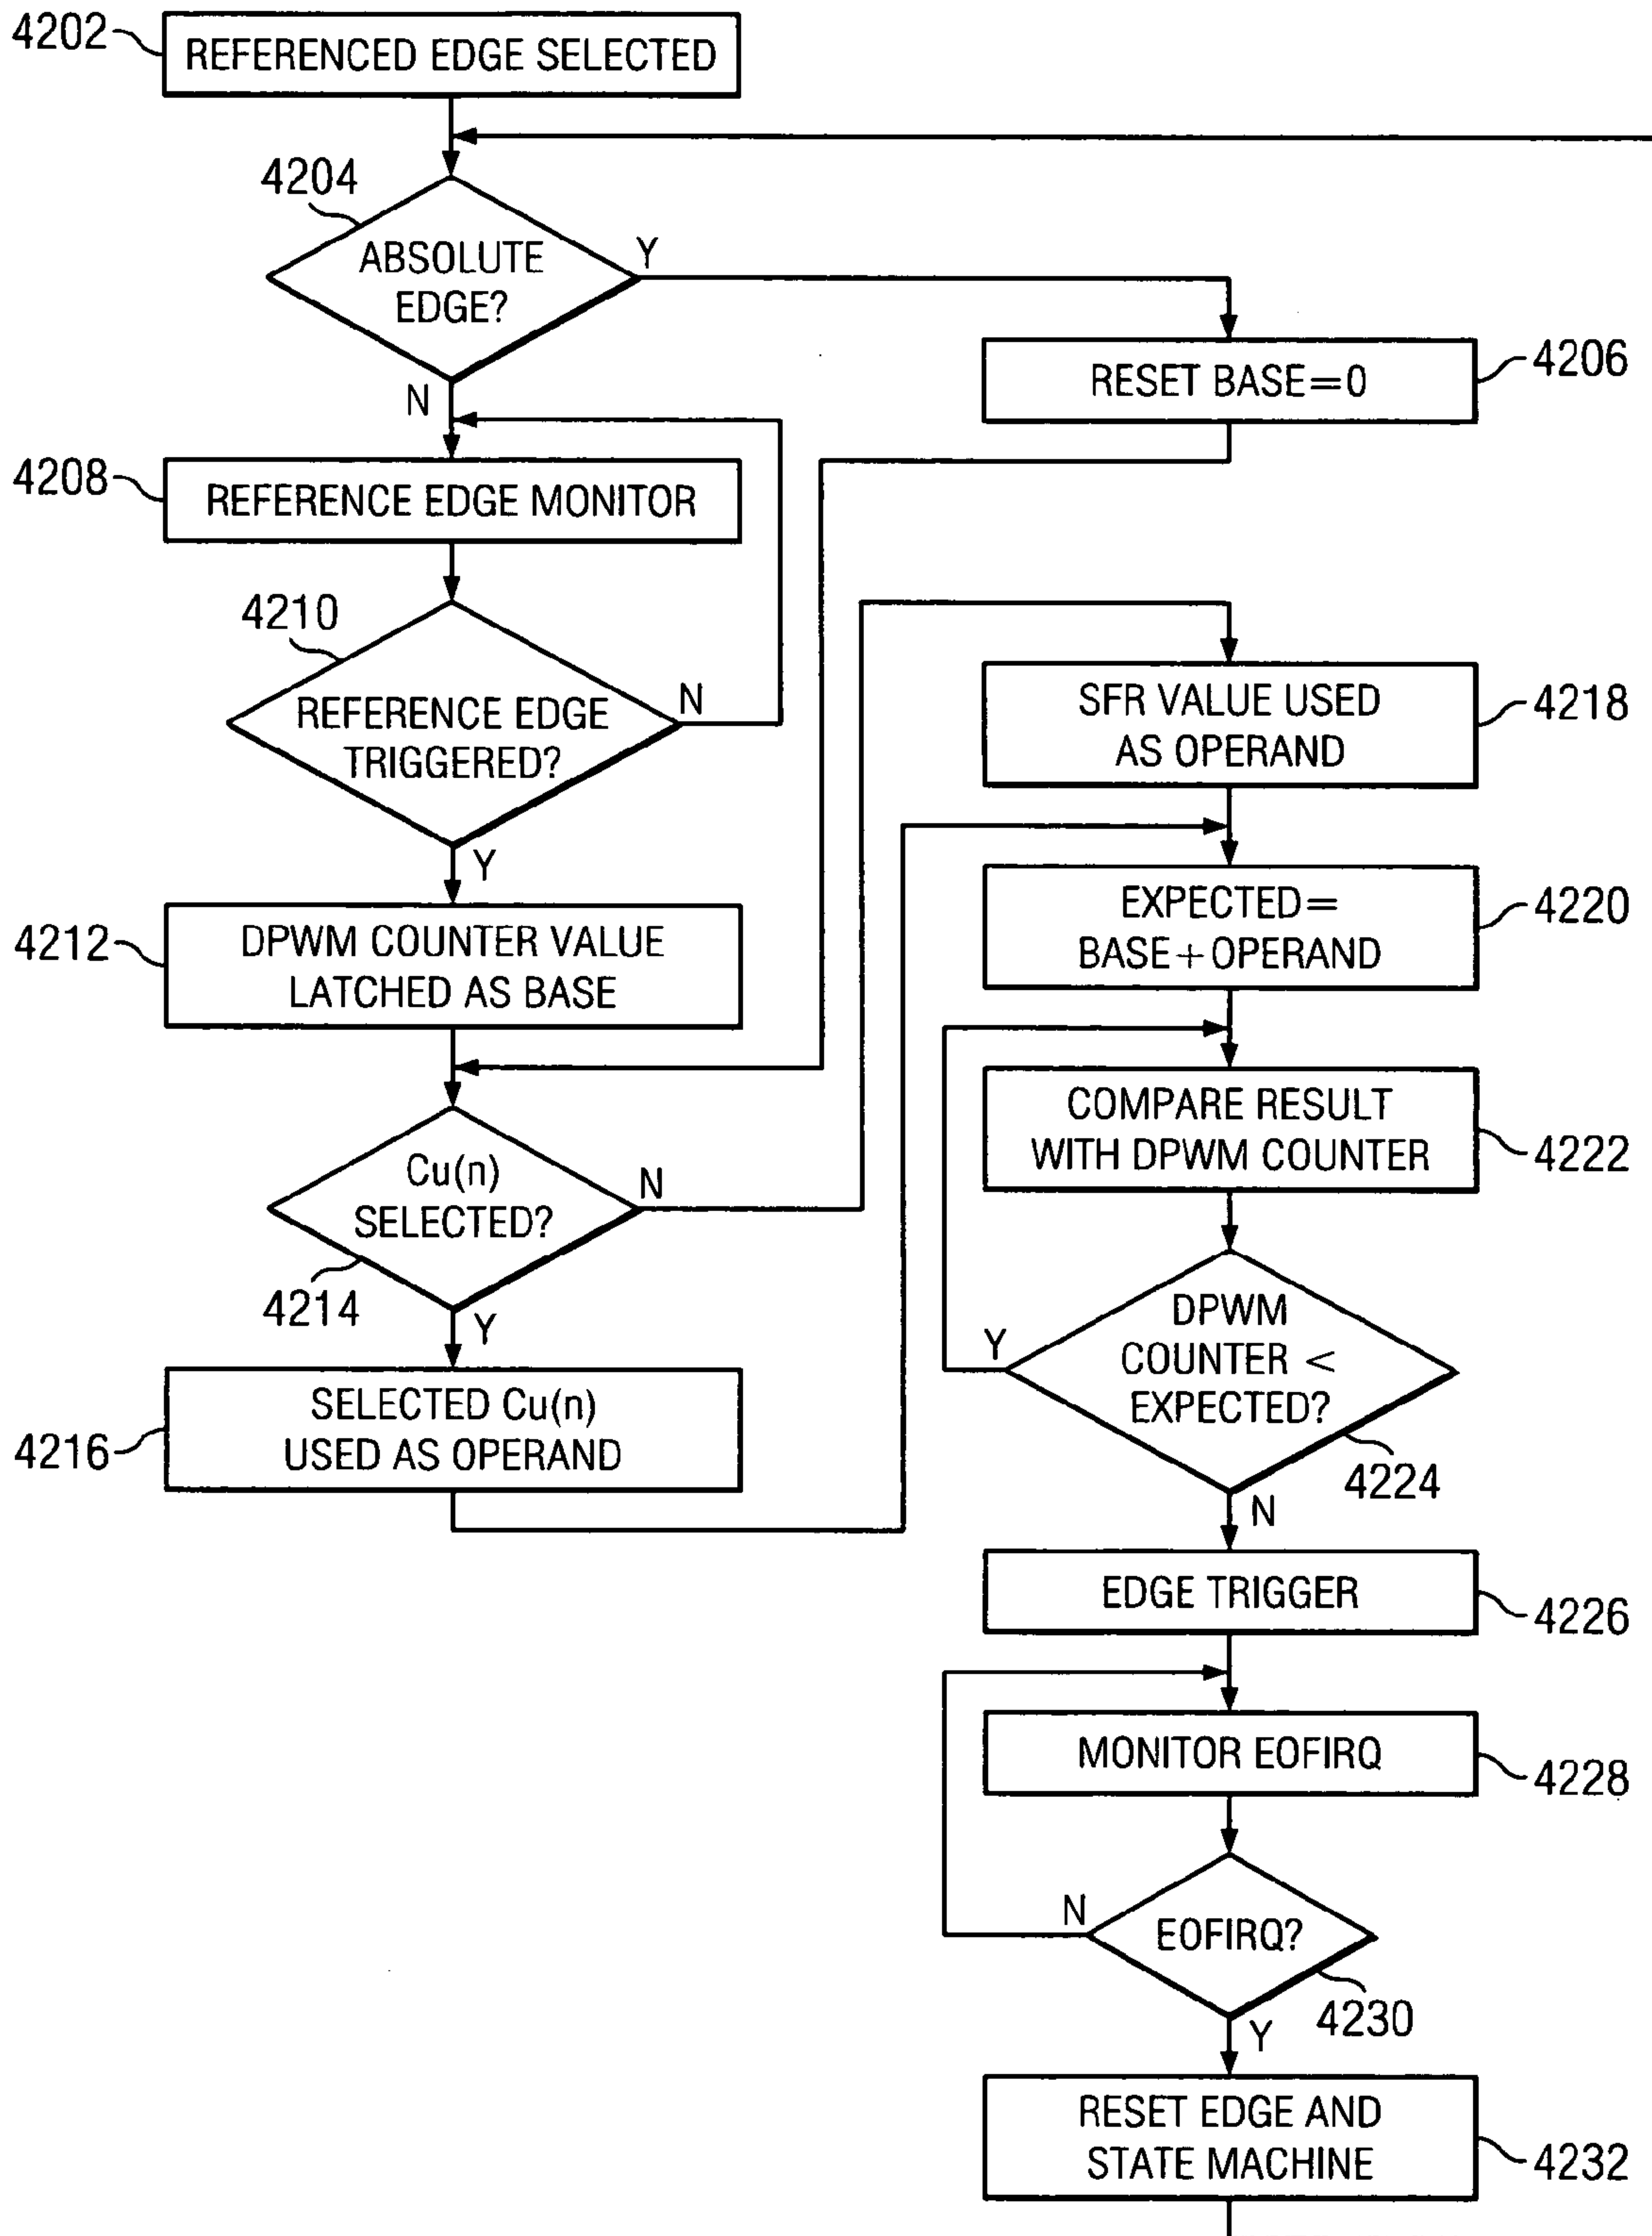 4202
REFERENCED EDGE SELECTED
4204
ABSOLUTE
EDGE?
Y
N
RESET BASE=0
4206
4208
REFERENCE EDGE MONITOR
4210
REFERENCE EDGE
TRIGGERED?
N
Y
4212
DPWM COUNTER VALUE
LATCHED AS BASE
Cu(n)
SELECTED?
N
4214
Y
4216
SELECTED Cu(n)
USED AS OPERAND
SFR VALUE USED
AS OPERAND
4218
EXPECTED=
BASE+OPERAND
4220
COMPARE RESULT
WITH DPWM COUNTER
4222
DPWM
COUNTER <
EXPECTED?
Y
4224
N
EDGE TRIGGER
4226
MONITOR EOFIRQ
4228
N
EOFIRQ?
4230
Y
RESET EDGE AND
STATE MACHINE
4232